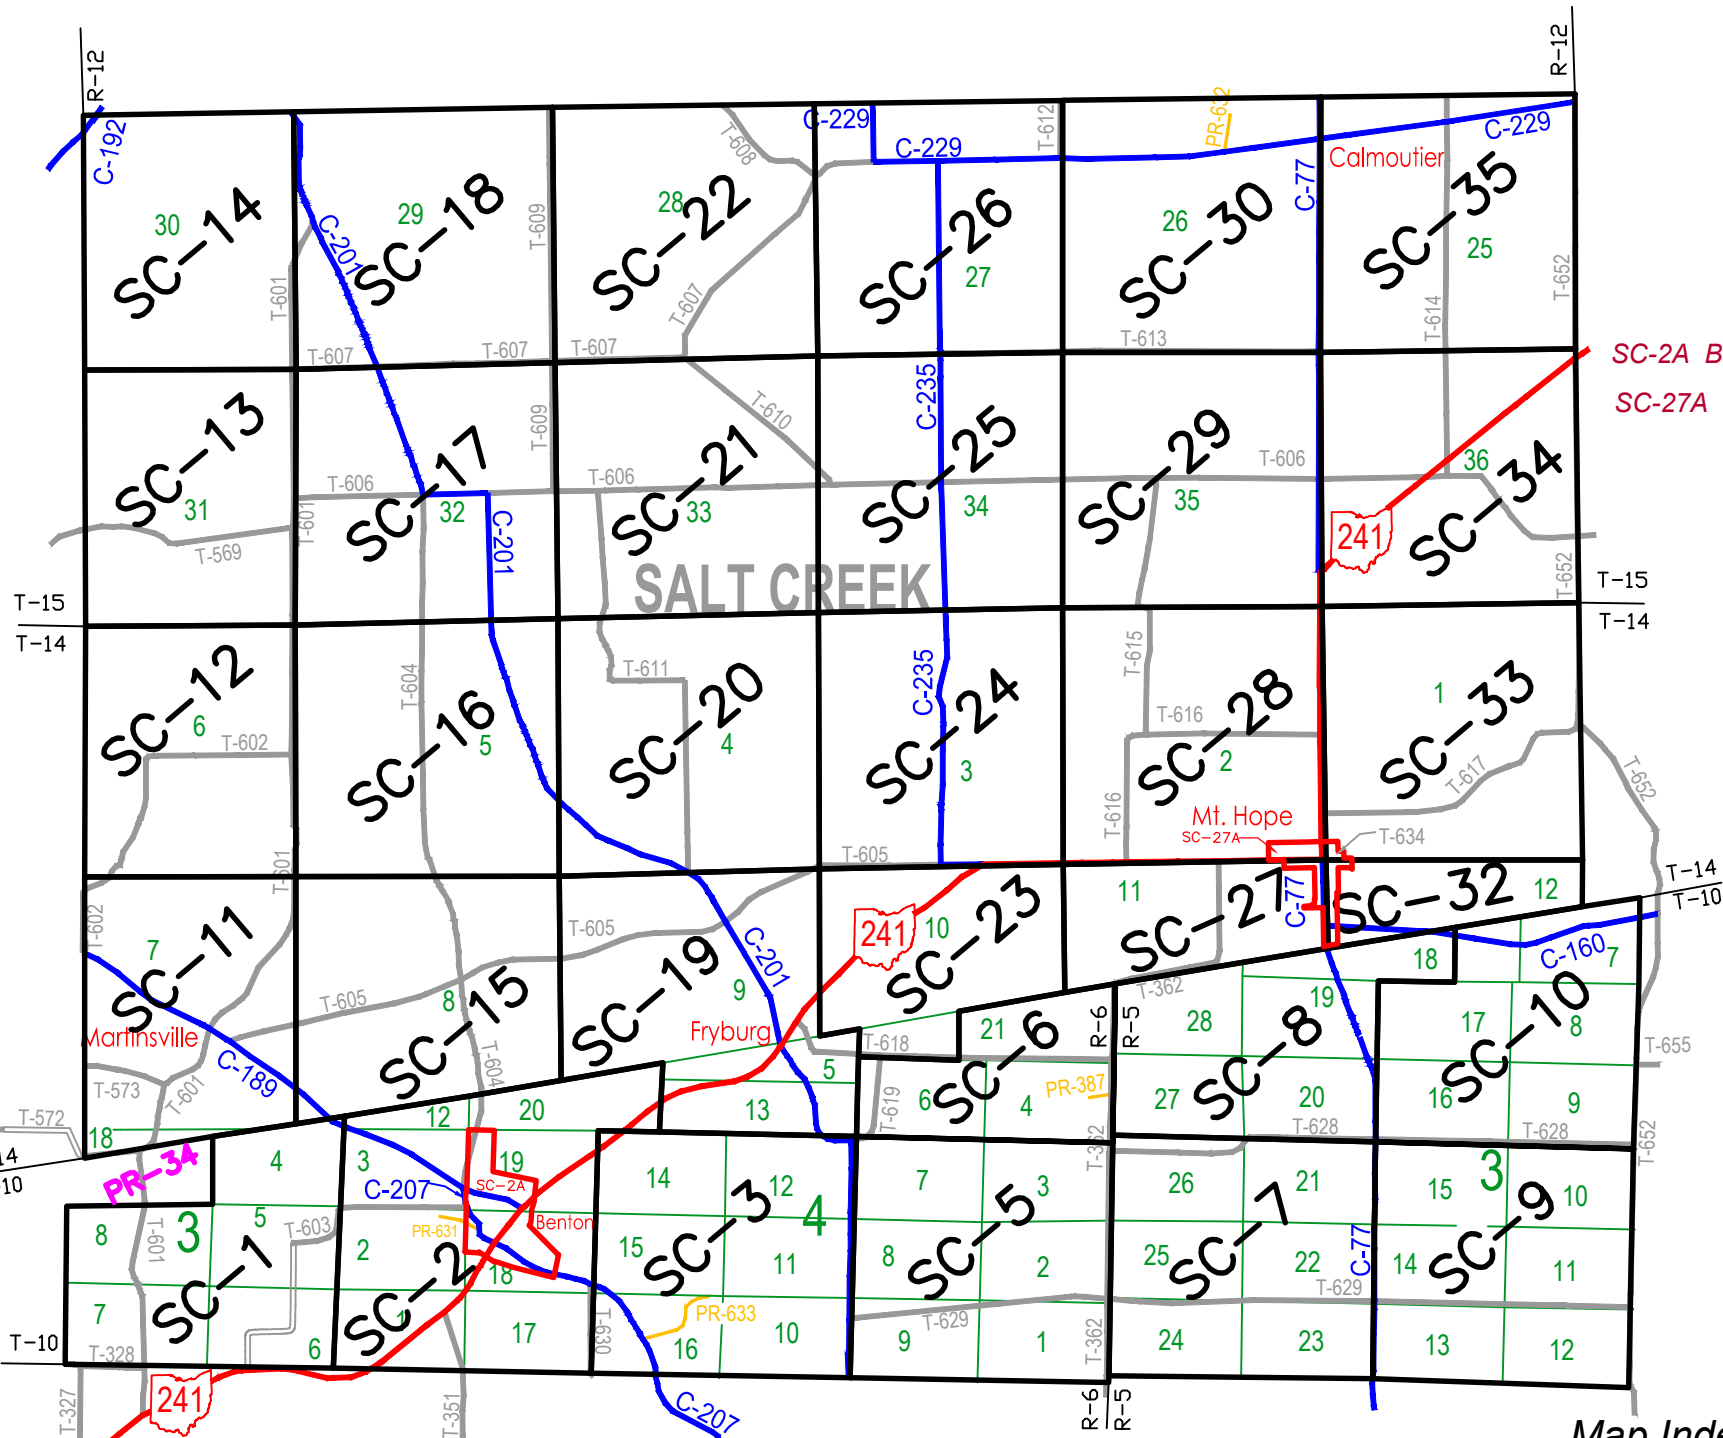 R-12
R-12
C-192
C-229
C-229
C-229
T-608
T-612
PR-632
Calmoutier
C-77
30
SC-14
29
SC-18
28
SC-22
SC-26
27
26
SC-30
SC-35
25
C-201
T-601
T-609
T-607
T-614
T-652
T-607
T-607
T-607
T-613
SC-2A B
SC-27A
SC-13
31
T-609
T-610
C-235
SC-17
32
T-606
T-606
SC-21
33
SC-25
34
SC-29
35
T-606
36
SC-34
241
T-601
T-569
C-201
SALT CREEK
T-652
T-15
T-15
T-14
T-14
SC-12
6
T-602
T-604
SC-16
5
T-611
SC-20
4
C-235
SC-24
3
T-615
T-616
SC-28
2
T-616
1
SC-33
T-617
T-652
Mt. Hope
SC-27A
T-634
T-605
T-601
T-602
7
SC-11
T-605
SC-19
9
C-201
241
10
SC-23
11
SC-27
C-77
SC-32
12
T-14
T-10
T-605
8
SC-15
Martinsville
C-189
T-573
T-601
T-572
T-604
Fryburg
T-618
5
21
SC-6
R-6
R-5
T-362
28
SC-8
19
18
C-160
7
SC-10
17
8
T-655
12
20
13
T-619
6
4
PR-387
27
20
16
9
18
14
10
PR-34
4
3
C-207
19
SC-2A
Benton
PR-631
14
12
SC-3
4
7
3
T-362
26
T-628
21
15
3
T-628
10
T-652
8
3
5
T-603
T-601
SC-1
2
SC-2
18
15
11
8
SC-5
2
25
SC-7
22
C-77
14
SC-9
11
T-629
7
6
1
17
T-630
PR-633
16
10
9
T-629
1
T-362
24
23
13
12
T-10
T-328
T-327
241
T-351
C-207
R-6
R-5